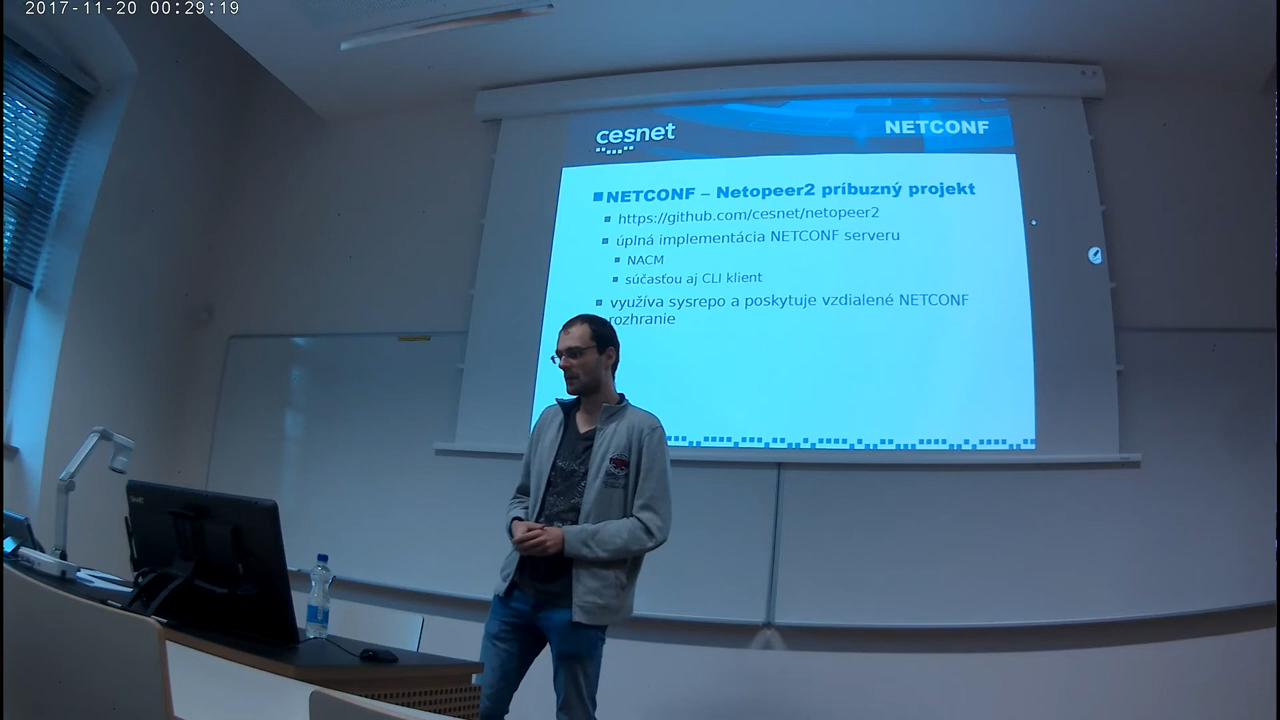 2017-11-20 00:29:19
cesnet
NETCONF
NETCONF – Netopeer2 príbuzný projekt
https://github.com/cesnet/netopeer2
úplná implementácia NETCONF serveru
NACM
súčasťou aj CLI klient
využíva sysrepo a poskytuje vzdialené NETCONF
rozhranie